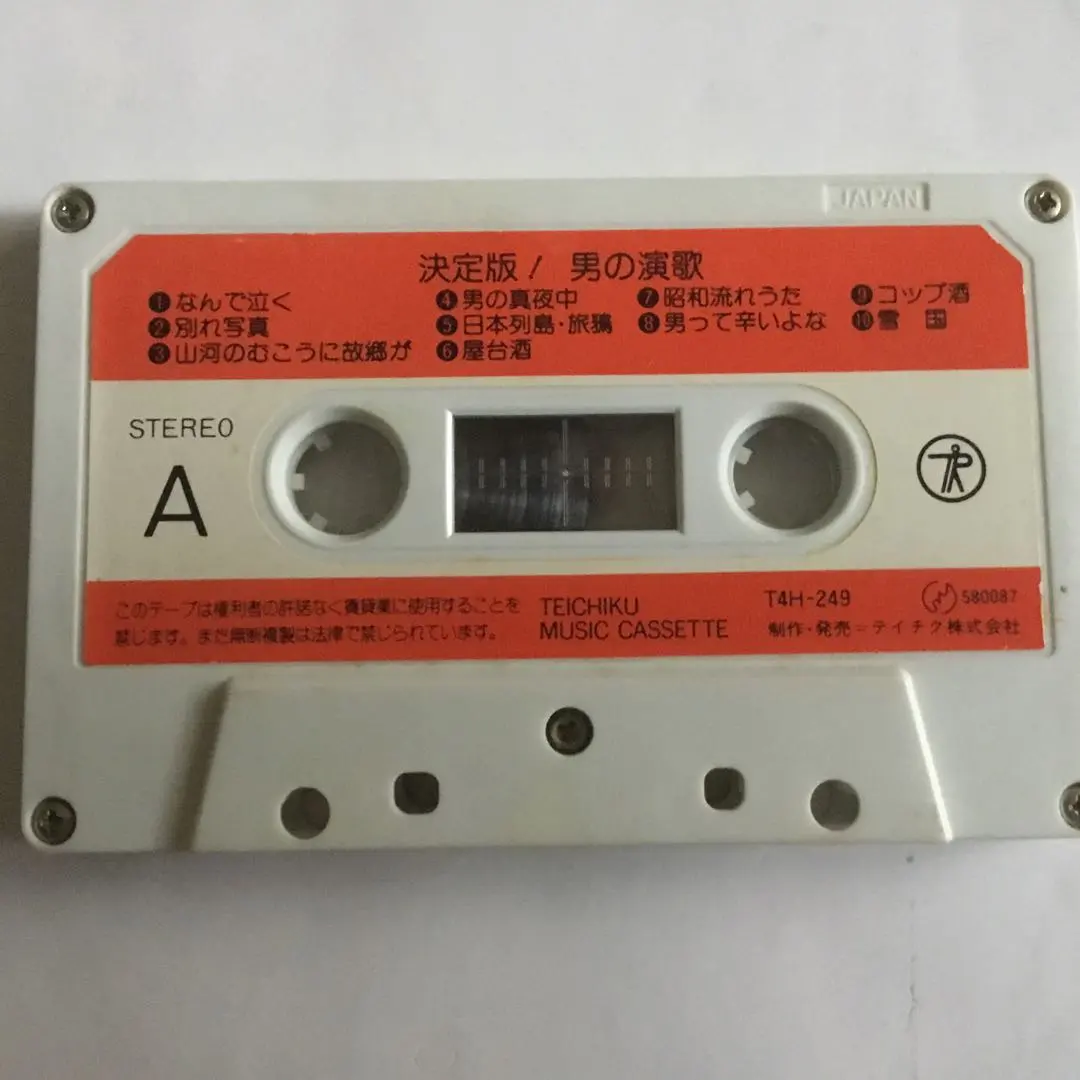 JAPAN
決定版! 男の演歌
❶なんで泣く
❷別れ写真
❸山河のむこうに故郷が
❹男の真夜中
❺日本列島・旅鴉
❻屋台酒
❼昭和流れうた
❽男って辛いよな
❾コップ酒
❿雪国
STEREO
A
このテープは権利者の許諾なく賃貸業に使用することを
禁じます。また無断複製は法律で禁じられています。
TEICHIKU
MUSIC CASSETTE
T4H-249
580087
制作・発売=テイチク株式会社